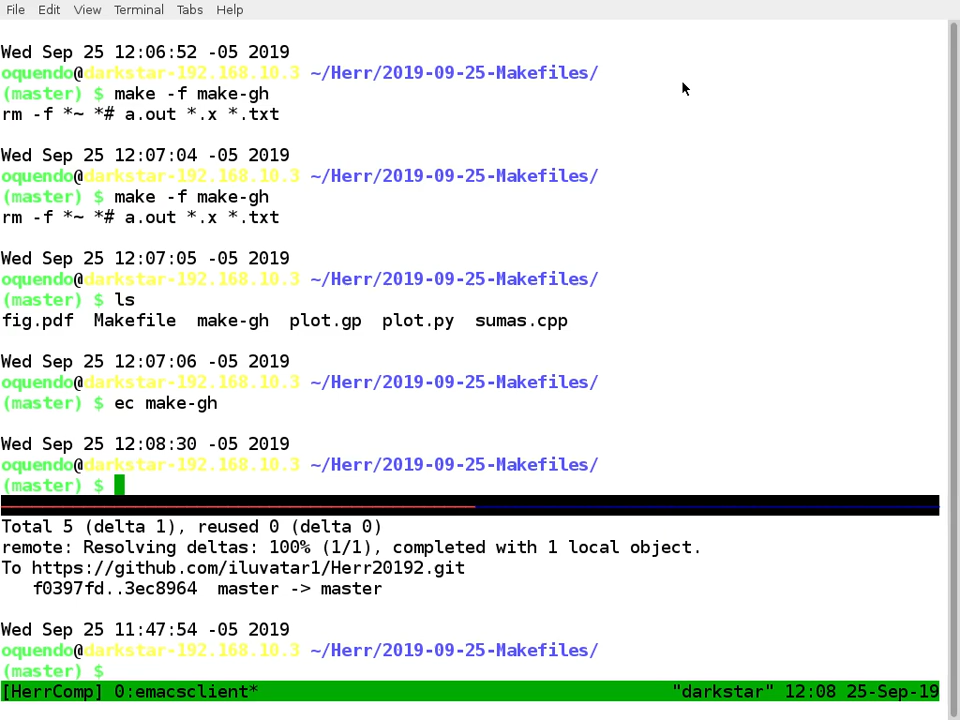 File Edit View Terminal Tabs Help
Wed Sep 25 12:06:52 -05 2019
oquendo@darkstar-192.168.10.3 ~/Herr/2019-09-25-Makefiles/
(master) $ make -f make-gh
rm -f *~ *# a.out *.x *.txt
Wed Sep 25 12:07:04 -05 2019
oquendo@darkstar-192.168.10.3 ~/Herr/2019-09-25-Makefiles/
(master) $ make -f make-gh
rm -f *~ *# a.out *.x *.txt
Wed Sep 25 12:07:05 -05 2019
oquendo@darkstar-192.168.10.3 ~/Herr/2019-09-25-Makefiles/
(master) $ ls
fig.pdf  Makefile  make-gh  plot.gp  plot.py  sumas.cpp
Wed Sep 25 12:07:06 -05 2019
oquendo@darkstar-192.168.10.3 ~/Herr/2019-09-25-Makefiles/
(master) $ ec make-gh
Wed Sep 25 12:08:30 -05 2019
oquendo@darkstar-192.168.10.3 ~/Herr/2019-09-25-Makefiles/
(master) $
Total 5 (delta 1), reused 0 (delta 0)
remote: Resolving deltas: 100% (1/1), completed with 1 local object.
To https://github.com/iluvatar1/Herr20192.git
   f0397fd..3ec8964  master -> master
Wed Sep 25 11:47:54 -05 2019
oquendo@darkstar-192.168.10.3 ~/Herr/2019-09-25-Makefiles/
(master) $
[HerrComp] 0:emacsclient* "darkstar" 12:08 25-Sep-19